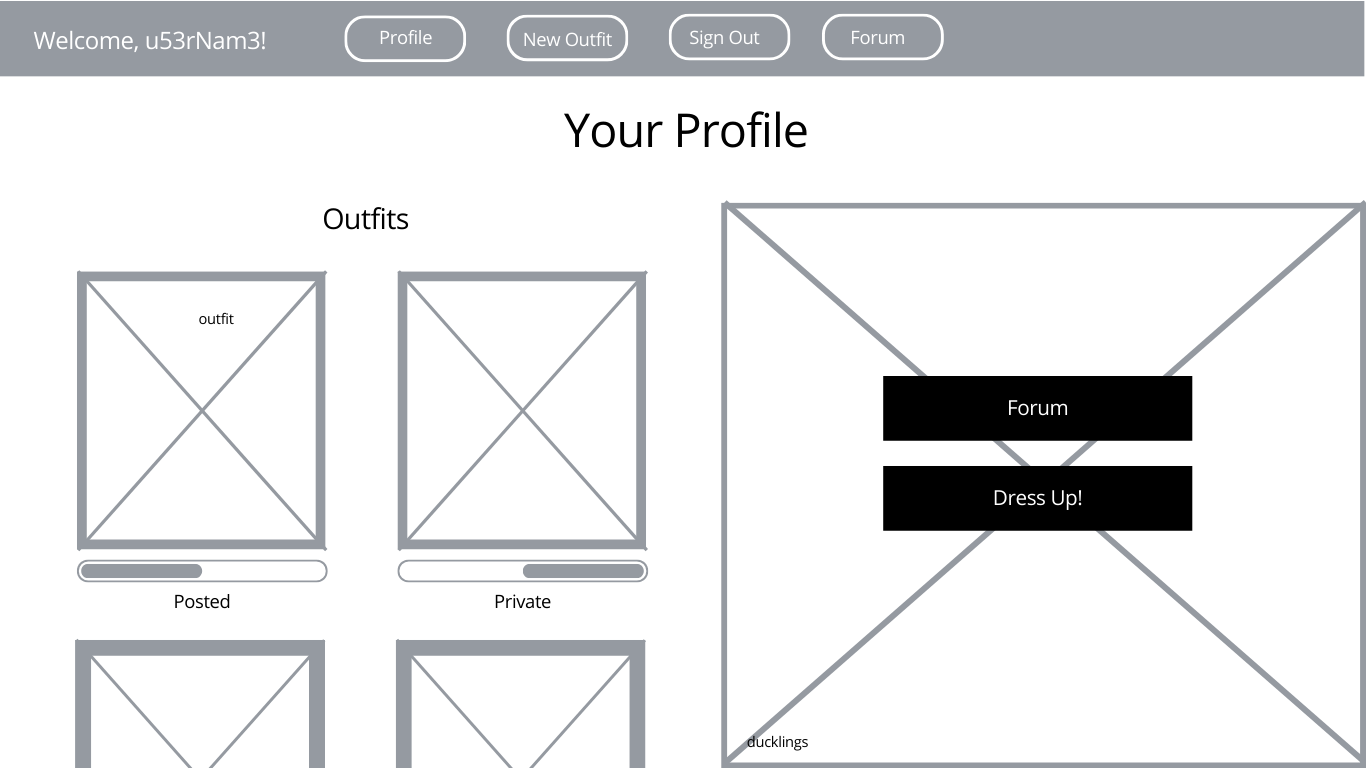 Welcome, u53rNam3!
Profile
New Outfit
Sign Out
Forum
Your Profile
Outfits
outfit
Posted
Private
Forum
Dress Up!
ducklings